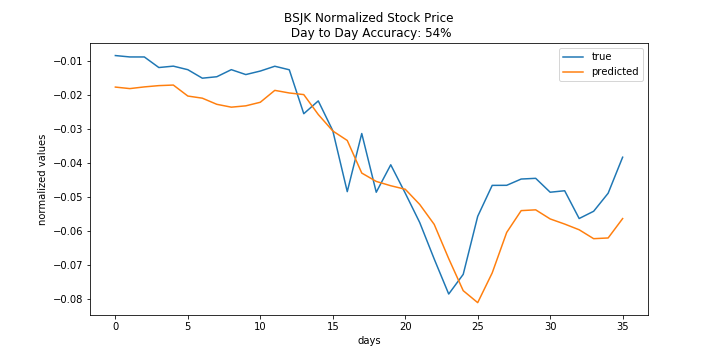 BSJK Normalized Stock Price
Day to Day Accuracy: 54%
true
predicted
−0.01
−0.02
−0.03
−0.04
−0.05
−0.06
−0.07
−0.08
normalized values
0 5 10 15 20 25 30 35
days